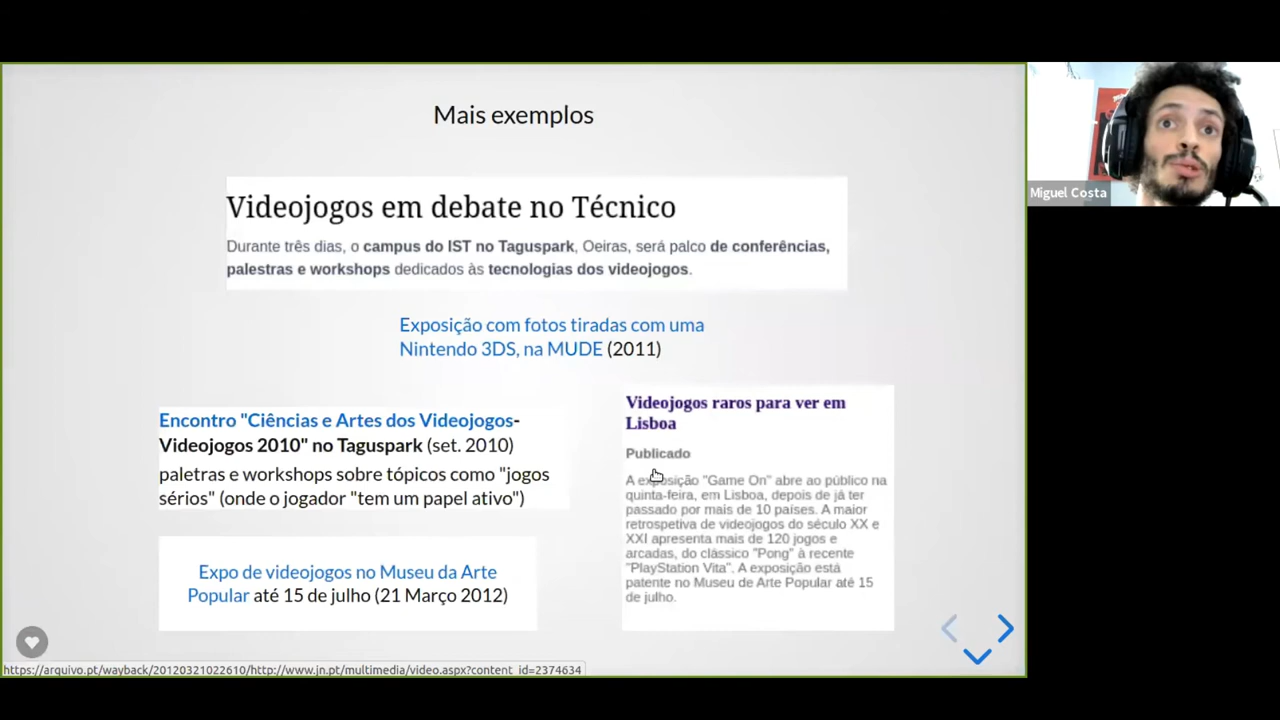 Mais exemplos
Videojogos em debate no Técnico
Durante três dias, o campus do IST no Taguspark, Oeiras, será palco de conferências,
palestras e workshops dedicados às tecnologias dos videojogos.
Exposição com fotos tiradas com uma
Nintendo 3DS, na MUDE (2011)
Encontro "Ciências e Artes dos Videojogos-
Videojogos 2010" no Taguspark (set. 2010)
paletras e workshops sobre tópicos como "jogos
sérios" (onde o jogador "tem um papel ativo")
Expo de videojogos no Museu da Arte
Popular até 15 de julho (21 Março 2012)
Videojogos raros para ver em
Lisboa
Publicado
A exposição "Game On" abre ao público na
quinta-feira, em Lisboa, depois de já ter
passado por mais de 10 países. A maior
retrospetiva de videojogos do século XX e
XXI apresenta mais de 120 jogos e
arcadas, do clássico "Pong" à recente
"PlayStation Vita". A exposição está
patente no Museu de Arte Popular até 15
de julho.
https://arquivo.pt/wayback/20120321022610/http://www.jn.pt/multimedia/video.aspx?content_id=2374634
Miguel Costa